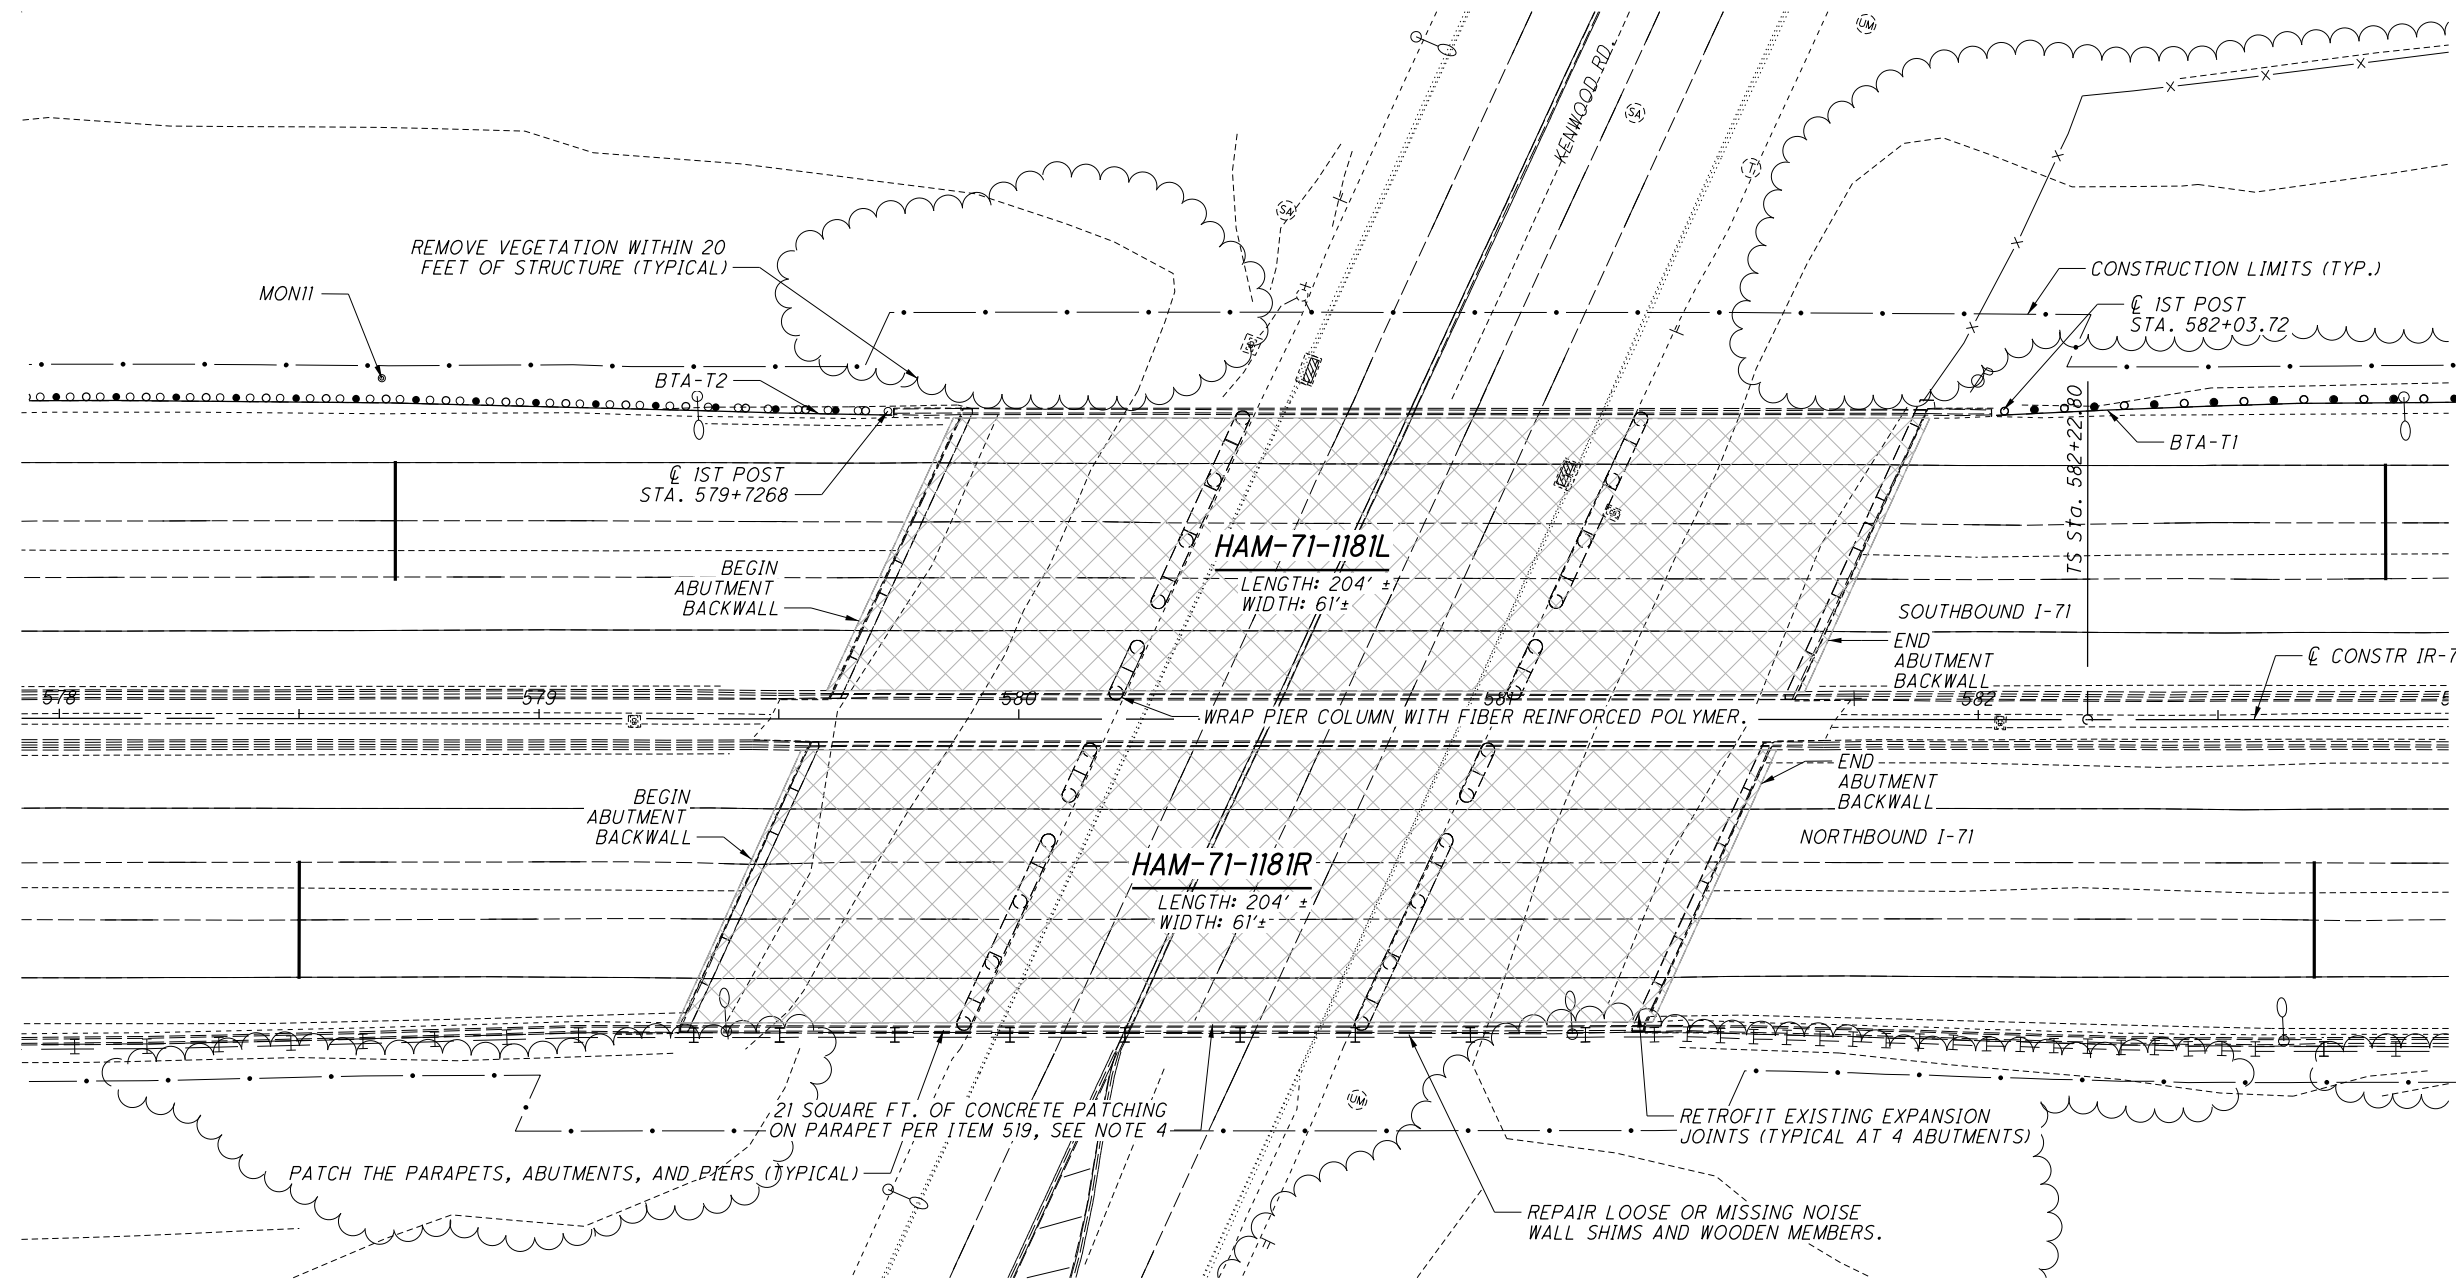 UM
KENWOOD RD.
SA
T
SA
REMOVE VEGETATION WITHIN 20
FEET OF STRUCTURE (TYPICAL)
MON11
CONSTRUCTION LIMITS (TYP.)
℄ 1ST POST
STA. 582+03.72
BTA-T2
BTA-T1
℄ 1ST POST
STA. 579+7268
TS Sta. 582+22.80
HAM-71-1181L
LENGTH: 204' ±
WIDTH: 61'±
BEGIN
ABUTMENT
BACKWALL
SOUTHBOUND I-71
END
ABUTMENT
BACKWALL
℄ CONSTR IR-7
578
579
580
581
582
WRAP PIER COLUMN WITH FIBER REINFORCED POLYMER.
END
ABUTMENT
BACKWALL
BEGIN
ABUTMENT
BACKWALL
NORTHBOUND I-71
HAM-71-1181R
LENGTH: 204' ±
WIDTH: 61'±
UM
21 SQUARE FT. OF CONCRETE PATCHING
ON PARAPET PER ITEM 519, SEE NOTE 4
RETROFIT EXISTING EXPANSION
JOINTS (TYPICAL AT 4 ABUTMENTS)
PATCH THE PARAPETS, ABUTMENTS, AND PIERS (TYPICAL)
REPAIR LOOSE OR MISSING NOISE
WALL SHIMS AND WOODEN MEMBERS.